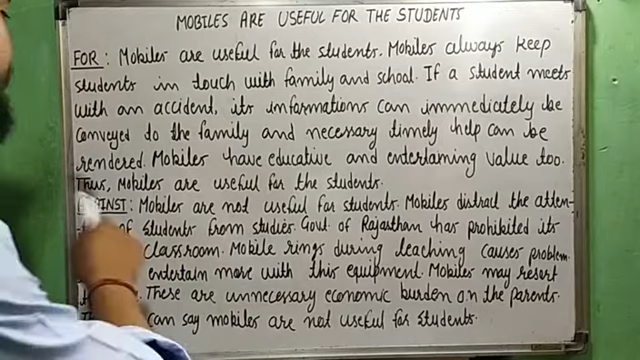 MOBILES ARE USEFUL FOR THE STUDENTS
FOR: Mobiles are useful for the students. Mobiles always keep
students in touch with family and school. If a student meets
with an accident, its informations can immediately be
conveyed to the family and necessary timely help can be
rendered. Mobiles have educative and entertaining value too.
Thus, Mobiles are useful for the students.
INST: Mobiles are not useful for students. Mobiles distract the atten-
of students from studies. Govt. of Rajasthan has prohibited its
classroom. Mobile rings during teaching causes problem.
entertain more with this equipment. Mobiles may resort
These are unnecessary economic burden on the parents.
can say mobiles are not useful for students.